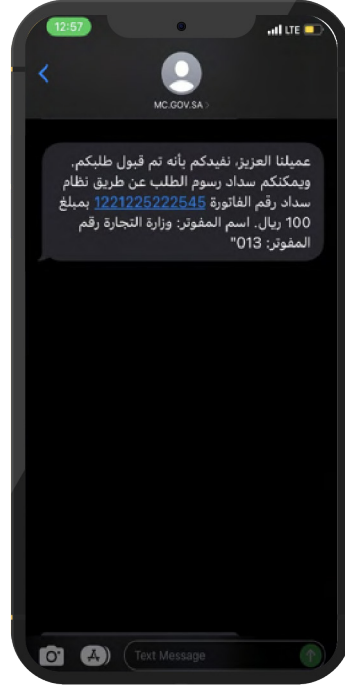 12:57
LTE
MC.GOV.SA
عميلنا العزيز، نفيدكم بأنه تم قبول طلبكم.
ويمكنكم سداد رسوم الطلب عن طريق نظام
سداد رقم الفاتورة 1221225222545 بمبلغ
100 ريال. اسم المفوتر: وزارة التجارة رقم
المفوتر: 013"
Text Message